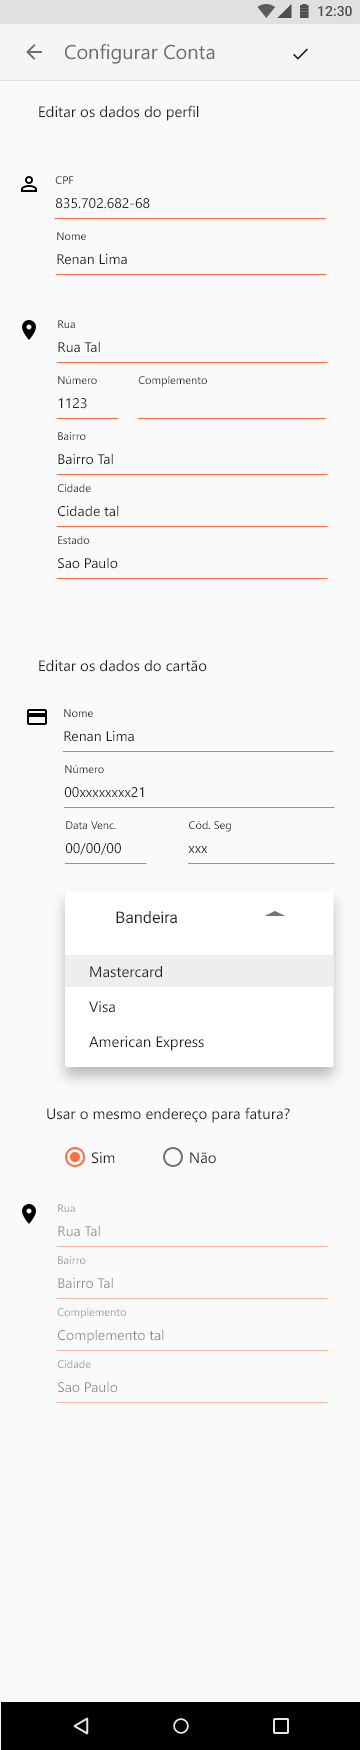 12:30
Configurar Conta
Editar os dados do perfil
CPF
835.702.682-68
Nome
Renan Lima
Rua
Rua Tal
Número Complemento
1123
Bairro
Bairro Tal
Cidade
Cidade tal
Estado
Sao Paulo
Editar os dados do cartão
Nome
Renan Lima
Número
00xxxxxxxx21
Data Venc. Cód. Seg
00/00/00 xxx
Bandeira
Mastercard
Visa
American Express
Usar o mesmo endereço para fatura?
Sim Não
Rua
Rua Tal
Bairro
Bairro Tal
Complemento
Complemento tal
Cidade
Sao Paulo